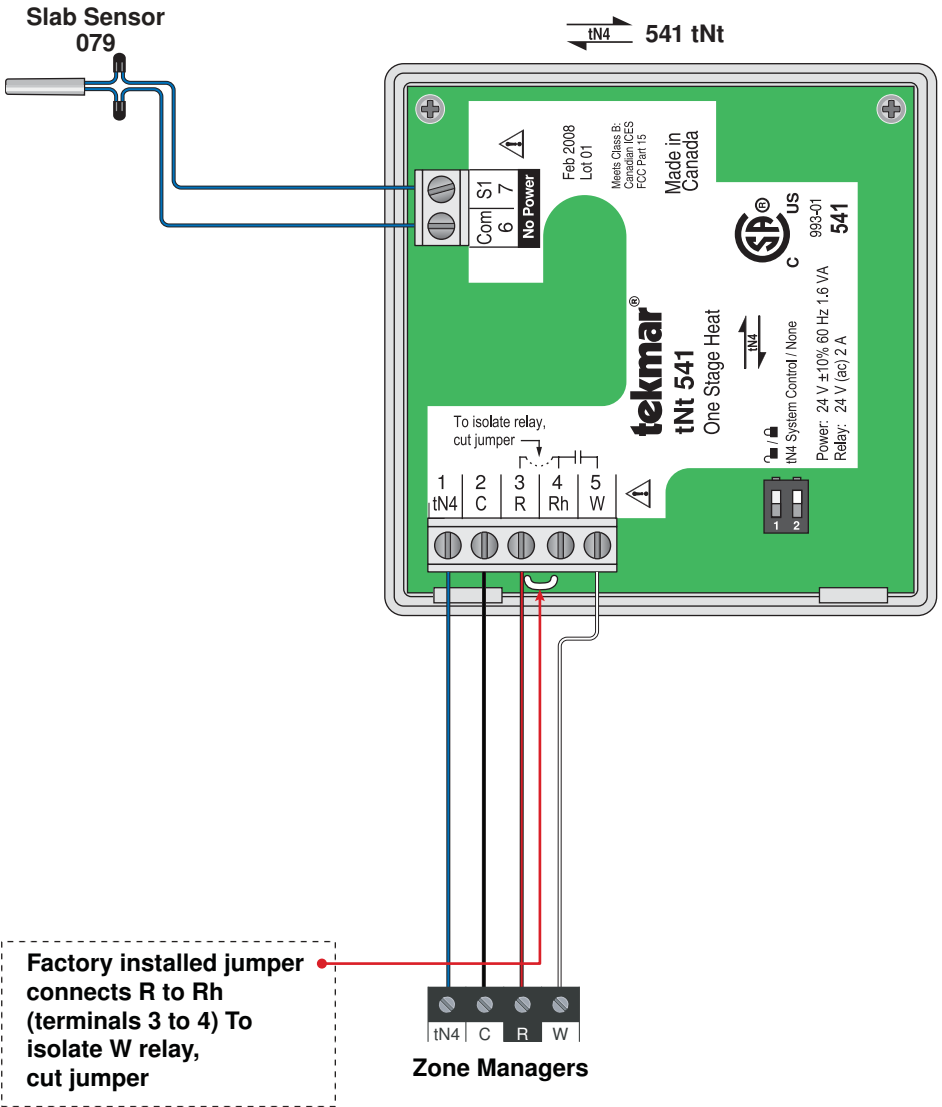 Slab Sensor
079
tN4
541 tNt
Com S1
6 7
No Power
Feb 2008
Lot 01
Meets Class B:
Canadian ICES
FCC Part 15
Made in
Canada
SA ®
C US
993-01
541
tekmar®
tNt 541
One Stage Heat
tN4
tN4 System Control / None
Power: 24 V ±10% 60 Hz 1.6 VA
Relay: 24 V (ac) 2 A
1 2
To isolate relay,
cut jumper
1 2 3 4 5
tN4 C R Rh W
Factory installed jumper
connects R to Rh
(terminals 3 to 4) To
isolate W relay,
cut jumper
tN4 C R W
Zone Managers